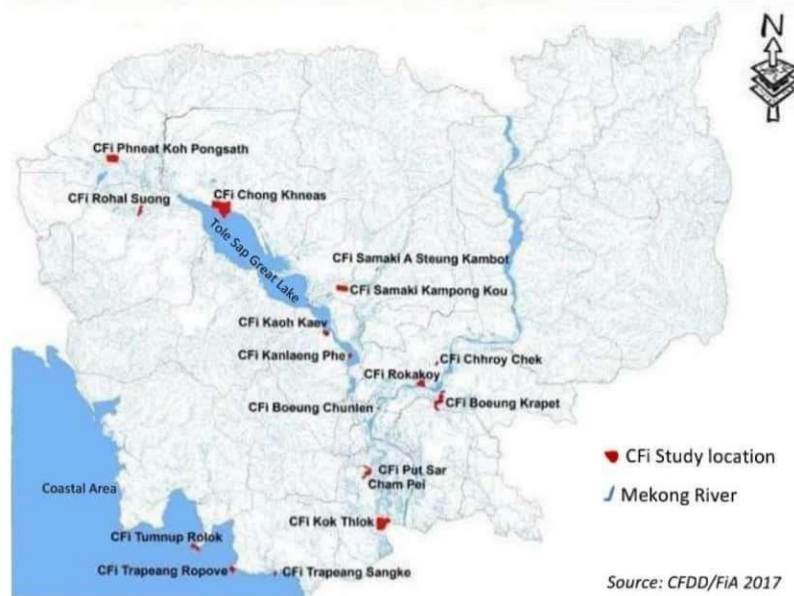 N
CFi Phneat Koh Pongsath
CFi Rohal Suong
CFi Chong Khneas
Tole Sap Great Lake
CFi Samaki A Steung Kambot
CFi Samaki Kampong Kou
CFi Kaoh Kaev
CFi Kanlaeng Phe
CFi Chhroy Chek
CFi Rokakoy
CFi Boeung Chunlen
CFi Boeung Krapet
CFi Study location
CFi Put Sar
Cham Pei
Mekong River
Coastal Area
CFi Kok Thlok
CFi Tumnup Rolok
CFi Trapeang Ropove
CFi Trapeang Sangke
Source: CFDD/FiA 2017